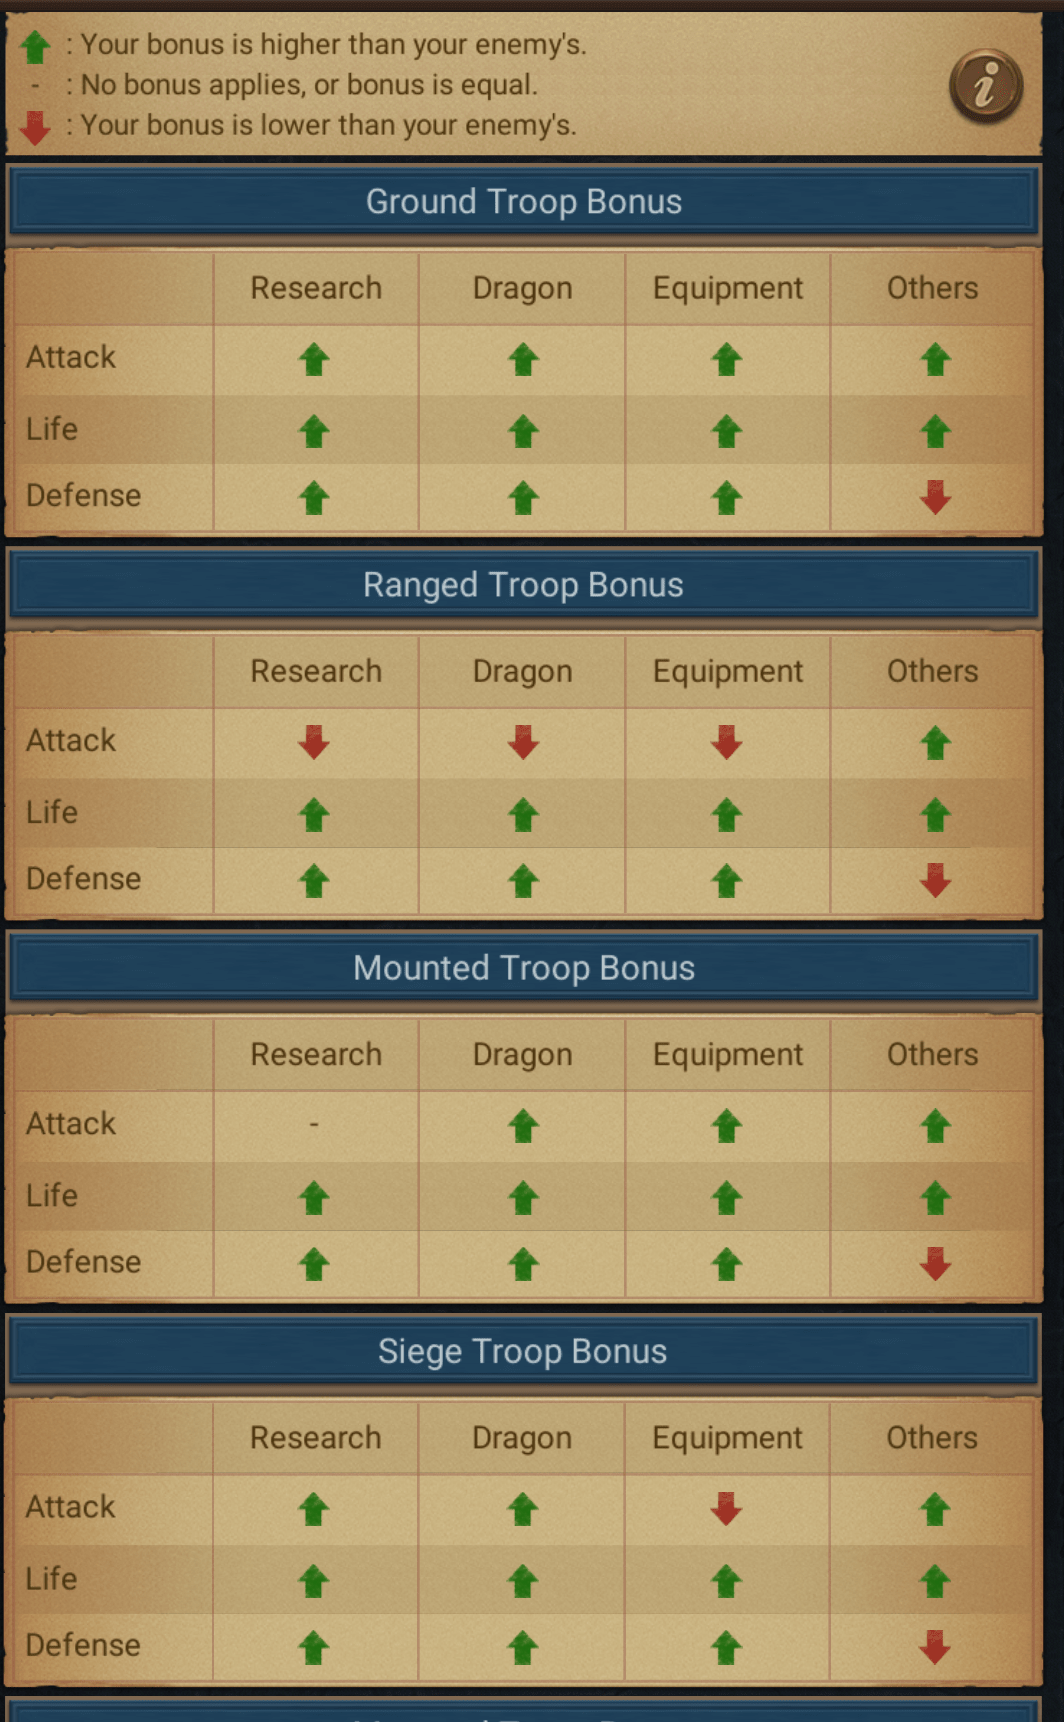 : Your bonus is higher than your enemy's.
- : No bonus applies, or bonus is equal.
: Your bonus is lower than your enemy's.
i
Ground Troop Bonus
Research Dragon Equipment Others
Attack
Life
Defense
Ranged Troop Bonus
Research Dragon Equipment Others
Attack
Life
Defense
Mounted Troop Bonus
Research Dragon Equipment Others
Attack -
Life
Defense
Siege Troop Bonus
Research Dragon Equipment Others
Attack
Life
Defense